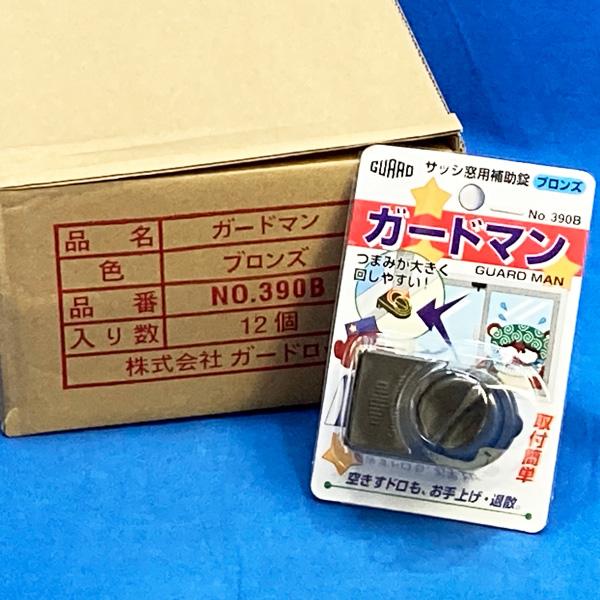 品名 ガードマン
色 ブロンズ
品番 NO.390B
入り数 12個
株式会社 ガードロッ
GUARD サッシ窓用補助錠 ブロンズ
No 390B
ガードマン
GUARD MAN
つまみが大きく
回しやすい!
GUARD
取付簡単
空きすドロも、お手上げ・退散。